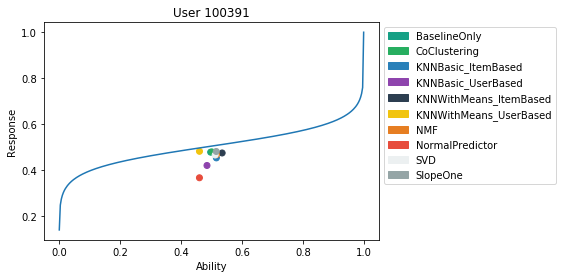 User 100391
1.0
0.8
0.6
0.4
0.2
Response
0.0
0.2
0.4
0.6
0.8
1.0
Ability
BaselineOnly
CoClustering
KNNBasic_ItemBased
KNNBasic_UserBased
KNNWithMeans_ItemBased
KNNWithMeans_UserBased
NMF
NormalPredictor
SVD
SlopeOne